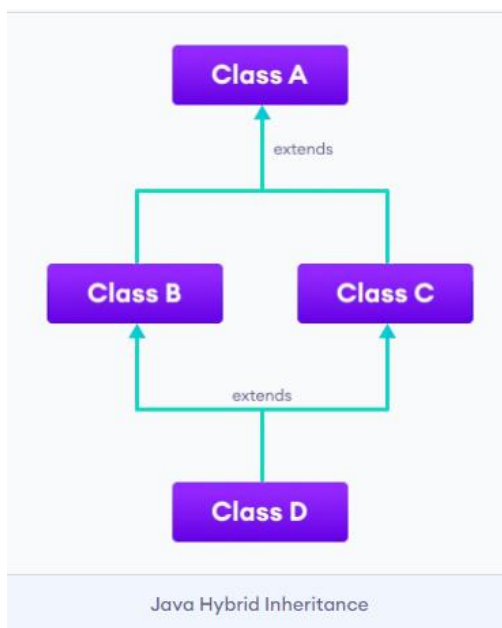 Class A
extends
Class B
Class C
extends
Class D
Java Hybrid Inheritance